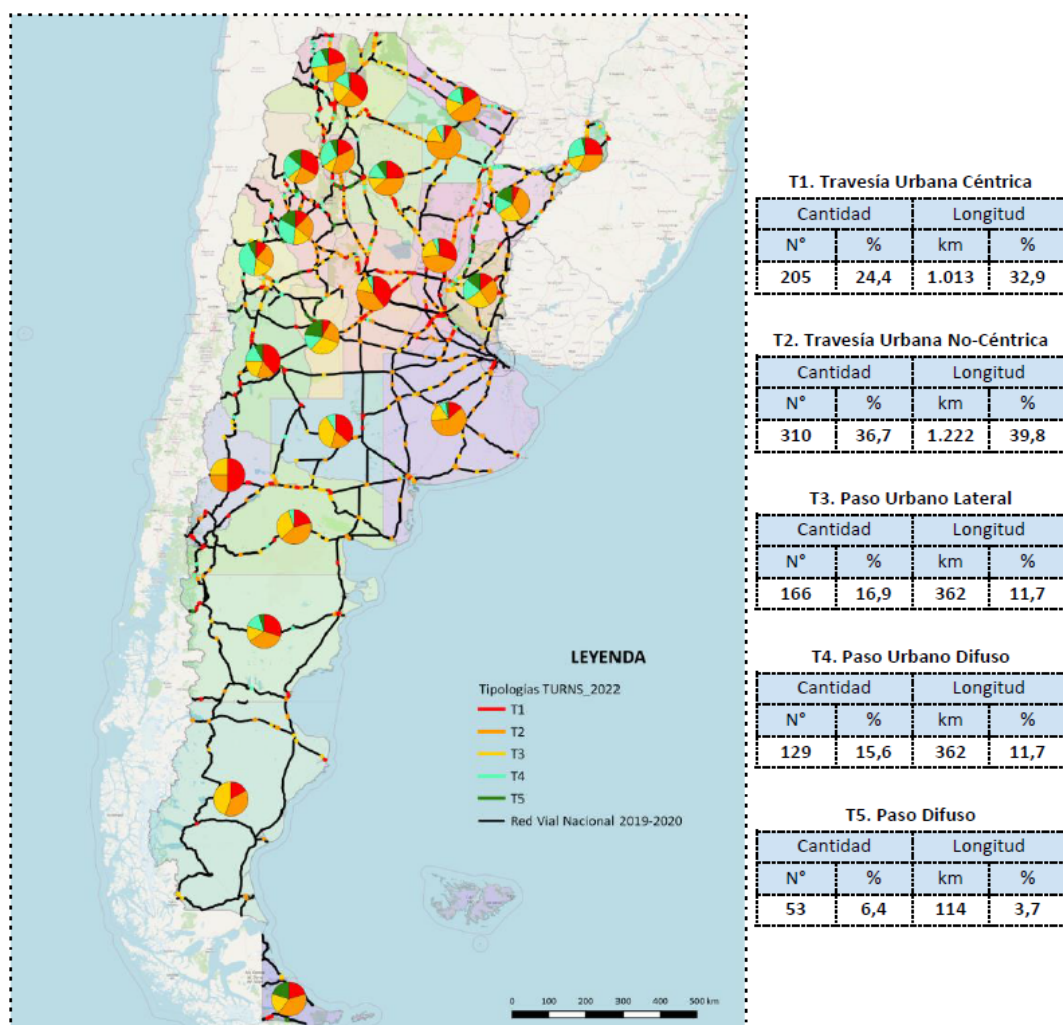 LEYENDA
Tipologías TURNS_2022
T1
T2
T3
T4
T5
Red Vial Nacional 2019-2020
0 100 200 300 400 500 km
T1. Travesía Urbana Céntrica
Cantidad Longitud
N° % km %
205 24,4 1.013 32,9
T2. Travesía Urbana No-Céntrica
Cantidad Longitud
N° % km %
310 36,7 1.222 39,8
T3. Paso Urbano Lateral
Cantidad Longitud
N° % km %
166 16,9 362 11,7
T4. Paso Urbano Difuso
Cantidad Longitud
N° % km %
129 15,6 362 11,7
T5. Paso Difuso
Cantidad Longitud
N° % km %
53 6,4 114 3,7